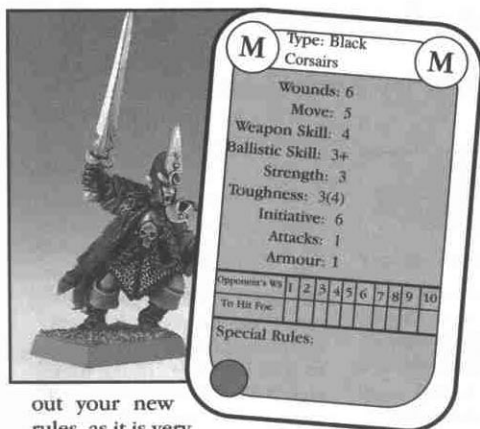 M
Type: Black
Corsairs
M
Wounds: 6
Move: 5
Weapon Skill: 4
Ballistic Skill: 3+
Strength: 3
Toughness: 3(4)
Initiative: 6
Attacks: 1
Armour: 1
Opponent's WS 1 2 3 4 5 6 7 8 9 10
To Hit Foe
Special Rules:
out your new
rules, as it is very